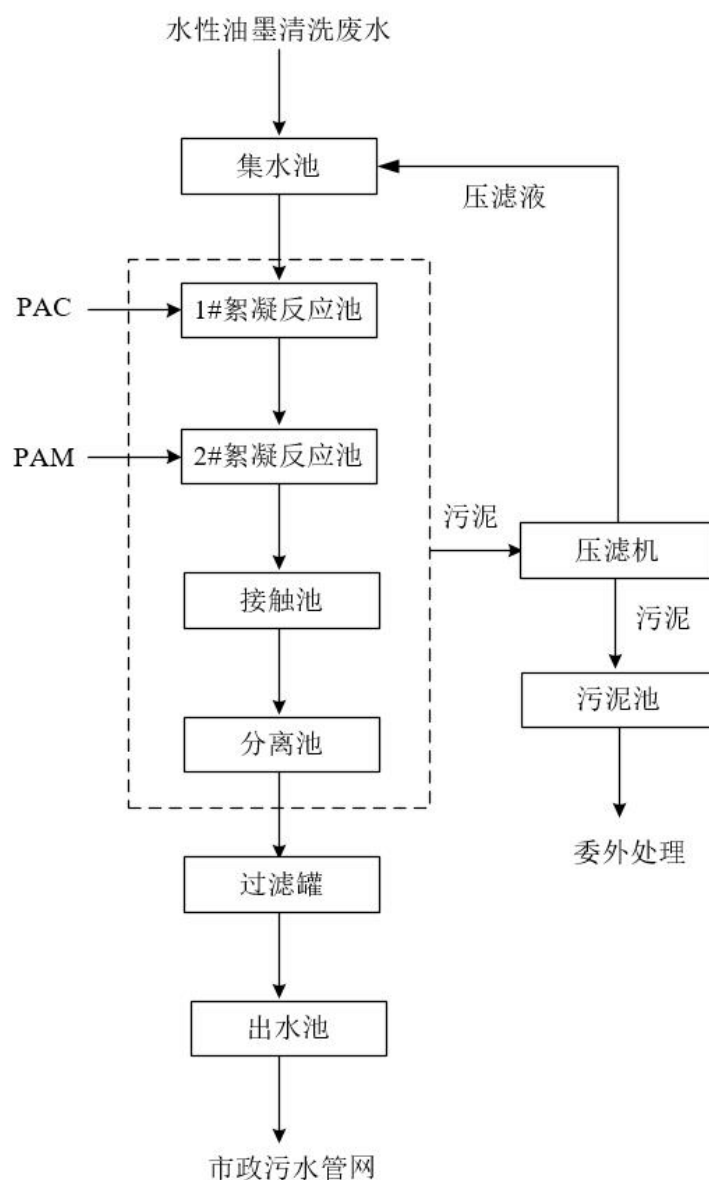 水性油墨清洗废水
集水池
压滤液
PAC
1#絮凝反应池
PAM
2#絮凝反应池
污泥
压滤机
接触池
污泥
污泥池
分离池
委外处理
过滤罐
出水池
市政污水管网